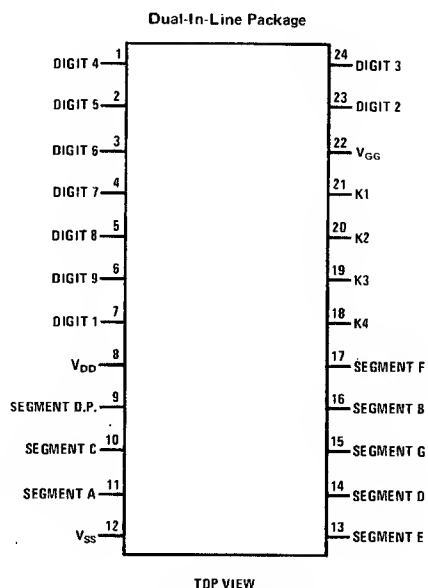 Dual-In-Line Package
DIGIT 4 1
DIGIT 5 2
DIGIT 6 3
DIGIT 7 4
DIGIT 8 5
DIGIT 9 6
DIGIT 1 7
VDD 8
SEGMENT D.P. 9
SEGMENT C 10
SEGMENT A 11
VSS 12
24 DIGIT 3
23 DIGIT 2
22 VGG
21 K1
20 K2
19 K3
18 K4
17 SEGMENT F
16 SEGMENT B
15 SEGMENT G
14 SEGMENT D
13 SEGMENT E
TOP VIEW